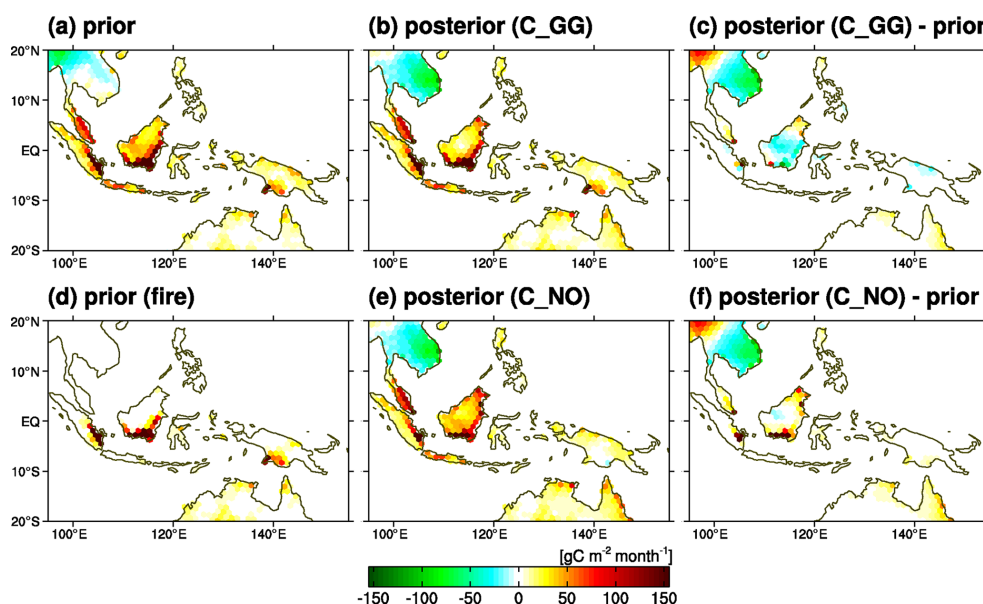 (a) prior
(b) posterior (C_GG)
(c) posterior (C_GG) - prior
20°N
10°N
EQ
10°S
20°S
100°E 120°E 140°E
100°E 120°E 140°E
100°E 120°E 140°E
(d) prior (fire)
(e) posterior (C_NO)
(f) posterior (C_NO) - prior
20°N
10°N
EQ
10°S
20°S
100°E 120°E 140°E
100°E 120°E 140°E
100°E 120°E 140°E
[gC m⁻² month⁻¹]
-150 -100 -50 0 50 100 150